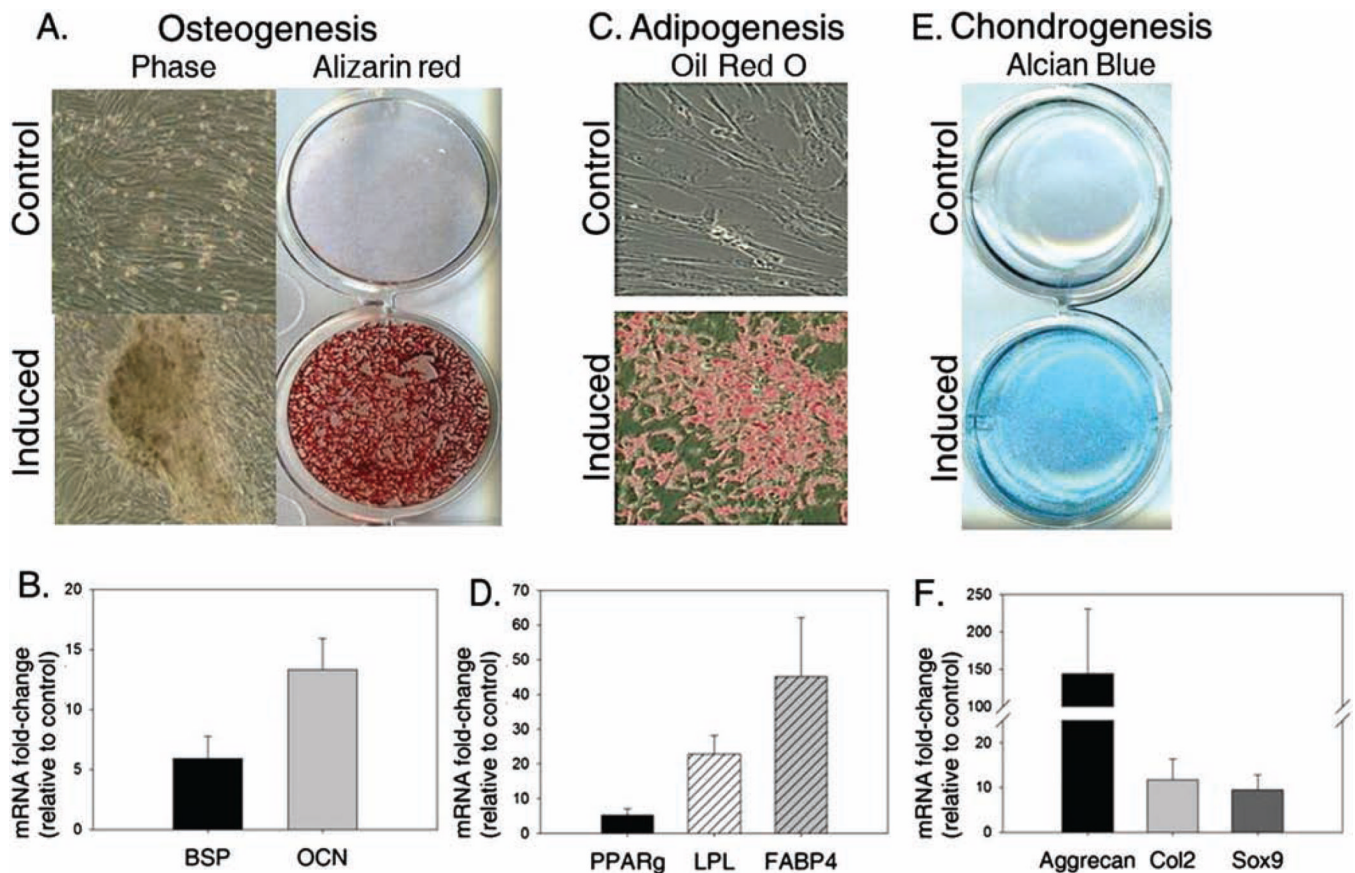 A. Osteogenesis
Phase Alizarin red
Control
Induced
C. Adipogenesis
Oil Red O
Control
Induced
E. Chondrogenesis
Alcian Blue
Control
Induced
B.
mRNA fold-change
(relative to control)
20
15
10
5
0
BSP OCN
D.
mRNA fold-change
(relative to control)
70
60
50
40
30
20
10
0
PPARg LPL FABP4
F.
mRNA fold-change
(relative to control)
250
200
150
100
20
10
0
Aggrecan Col2 Sox9